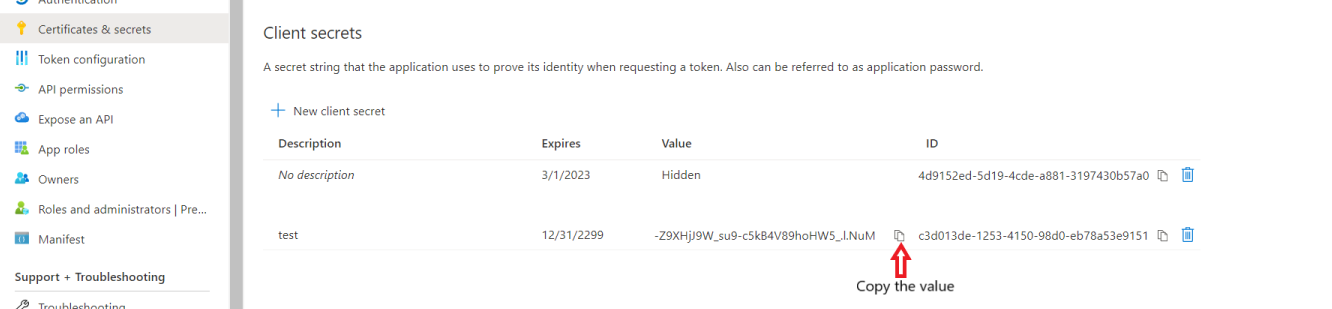 Authentication
Certificates & secrets
Token configuration
API permissions
Expose an API
App roles
Owners
Roles and administrators | Pre...
Manifest
Support + Troubleshooting
Troubleshooting
Client secrets
A secret string that the application uses to prove its identity when requesting a token. Also can be referred to as application password.
New client secret
Description Expires Value ID
No description 3/1/2023 Hidden 4d9152ed-5d19-4cde-a881-3197430b57a0
test 12/31/2299 -Z9XHjJ9W_su9-c5kB4V89hoHW5_.l.NuM c3d013de-1253-4150-98d0-eb78a53e9151
Copy the value